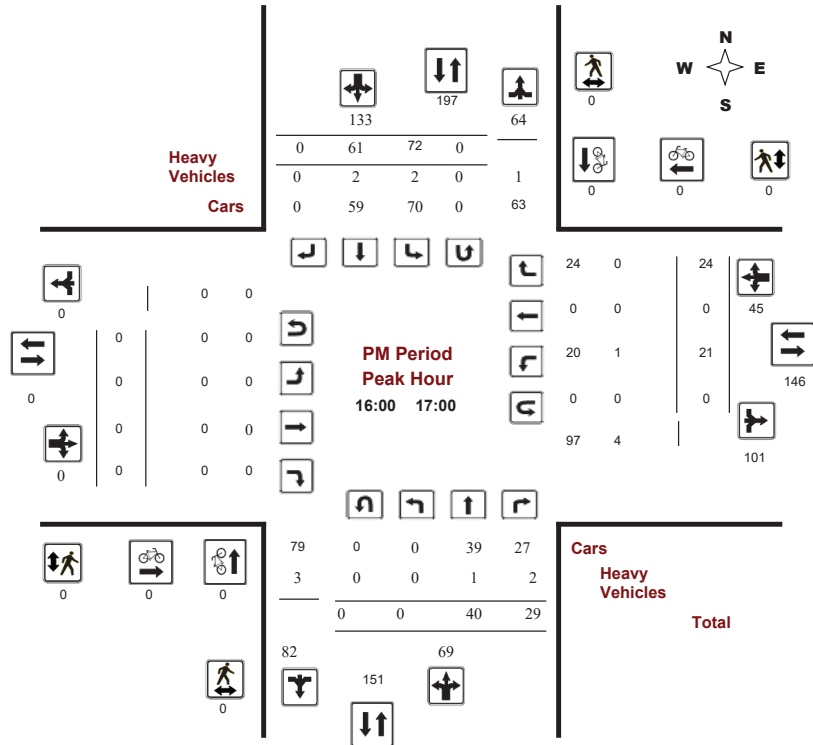 N
W E
S
197
0
133 64
0 61 72 0
Heavy
Vehicles
0 2 2 0 1
Cars
0 59 70 0 63
0 0 0
24 0 24
0 0 0
45
0 0 0
0 0 0
20 1 21
0 0 0
146
0
0 0 0
97 4
101
0 0 0
0
PM Period
Peak Hour
16:00 17:00
79 0 0 39 27
Cars
3 0 0 1 2
Heavy
Vehicles
0 0 0
0 0 40 29
Total
82 69
151
0